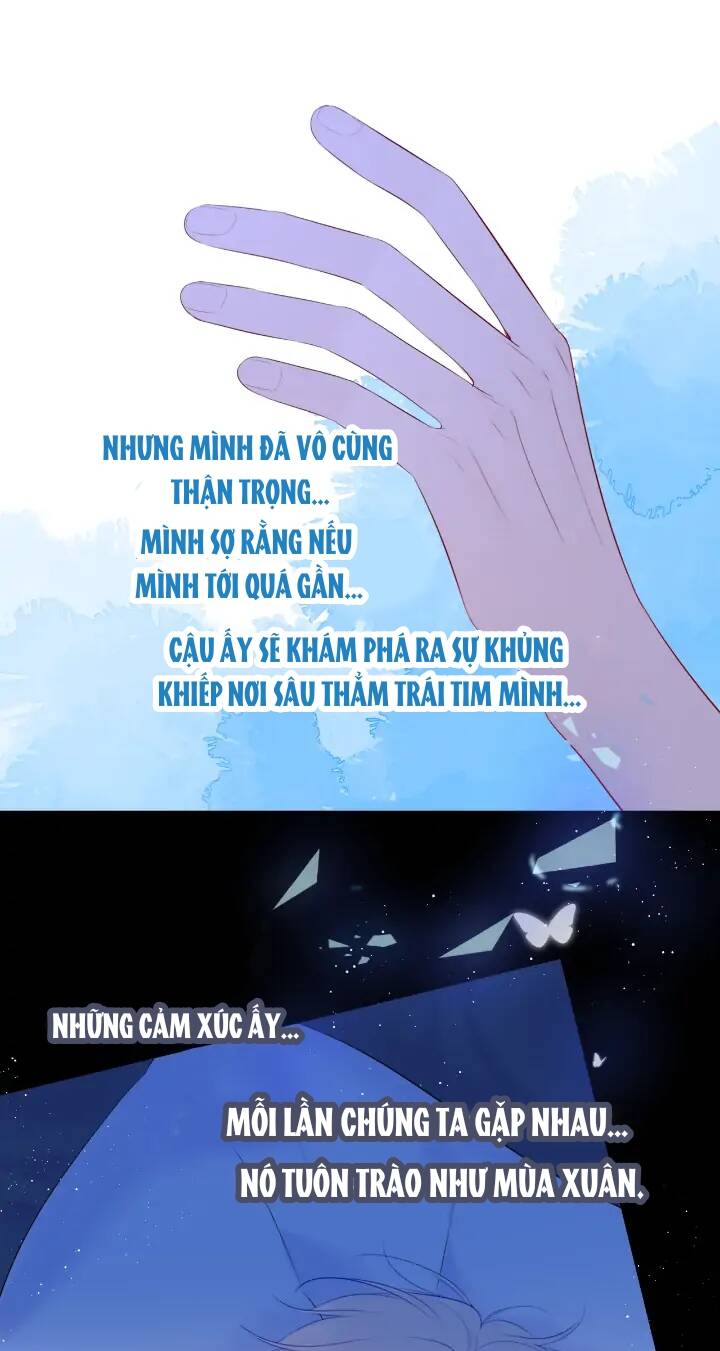 NHƯNG MÌNH ĐÃ VÔ CÙNG
THẬN TRỌNG...
MÌNH SỢ RẰNG NẾU
MÌNH TỚI QUÁ GẦN...
CẬU ẤY SẼ KHÁM PHÁ RA SỰ KHỦNG
KHIẾP NƠI SÂU THẲM TRÁI TIM MÌNH...
NHỮNG CẢM XÚC ẤY...
MỖI LẦN CHÚNG TA GẶP NHAU...
NÓ TUÔN TRÀO NHƯ MÙA XUÂN.